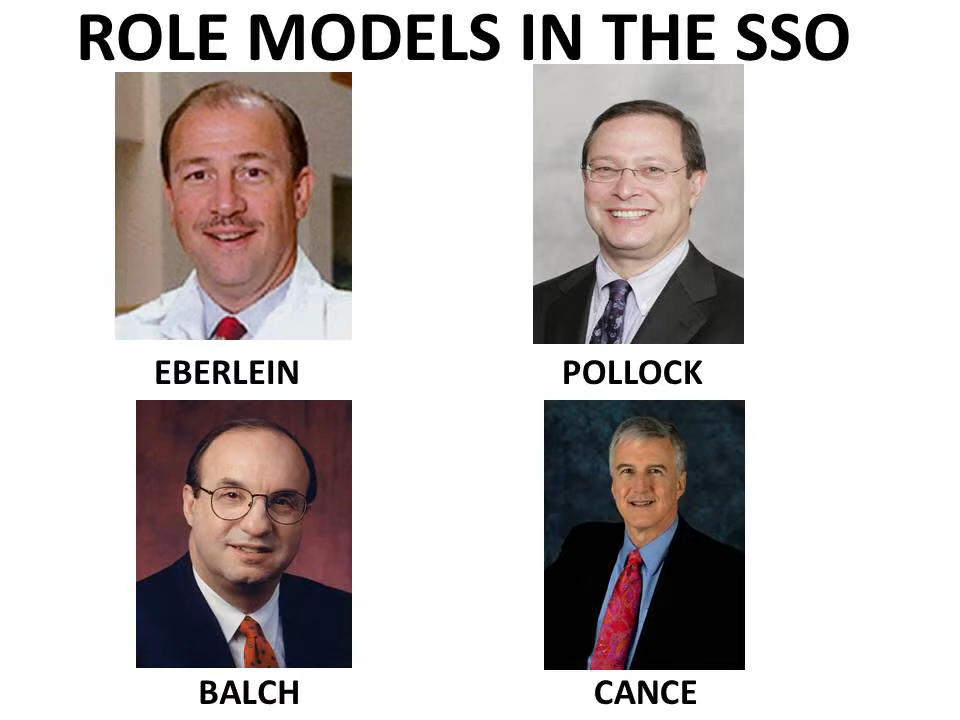 ROLE MODELS IN THE SSO
EBERLEIN
POLLOCK
BALCH
CANCE